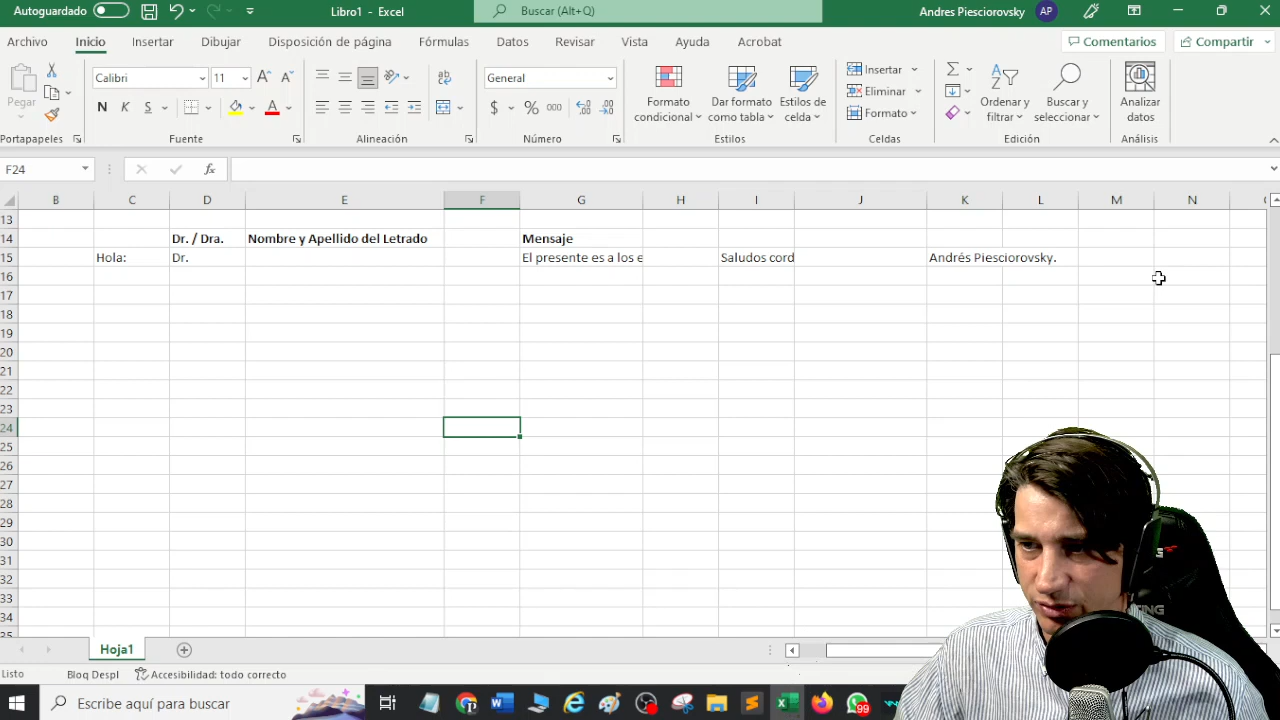 Autoguardado
Libro1 - Excel
Buscar (Alt+Q)
Andres Piesciorovsky
AP
Archivo
Inicio
Insertar
Dibujar
Disposición de página
Fórmulas
Datos
Revisar
Vista
Ayuda
Acrobat
Comentarios
Compartir
Pegar
Calibri
11
General
N K S
$ % 000
Formato condicional
Dar formato como tabla
Estilos de celda
Insertar
Eliminar
Formato
Ordenar y filtrar
Buscar y seleccionar
Analizar datos
Portapapeles
Fuente
Alineación
Número
Estilos
Celdas
Edición
Análisis
F24
fx
B C D E F G H I J K L M N
13
14 Dr. / Dra. Nombre y Apellido del Letrado Mensaje
15 Hola: Dr. El presente es a los e Saludos cord Andrés Piesciorovsky.
16
17
18
19
20
21
22
23
24
25
26
27
28
29
30
31
32
33
34
35
Hoja1
Listo
Bloq Despl
Accesibilidad: todo correcto
Escribe aquí para buscar
99